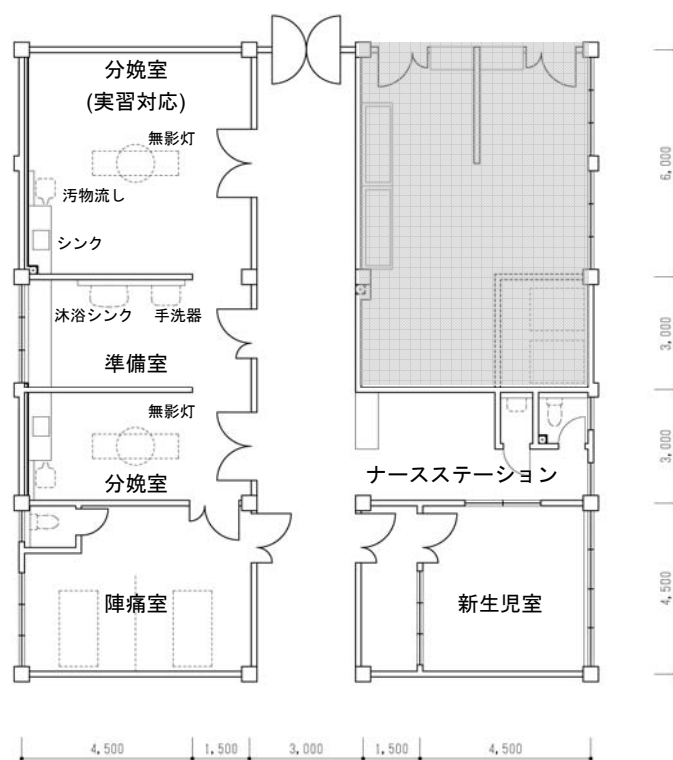 分娩室
(実習対応)
無影灯
汚物流し
シンク
沐浴シンク
手洗器
準備室
無影灯
分娩室
ナースステーション
陣痛室
新生児室
6,000
3,000
3,000
4,500
4,500
1,500
3,000
1,500
4,500